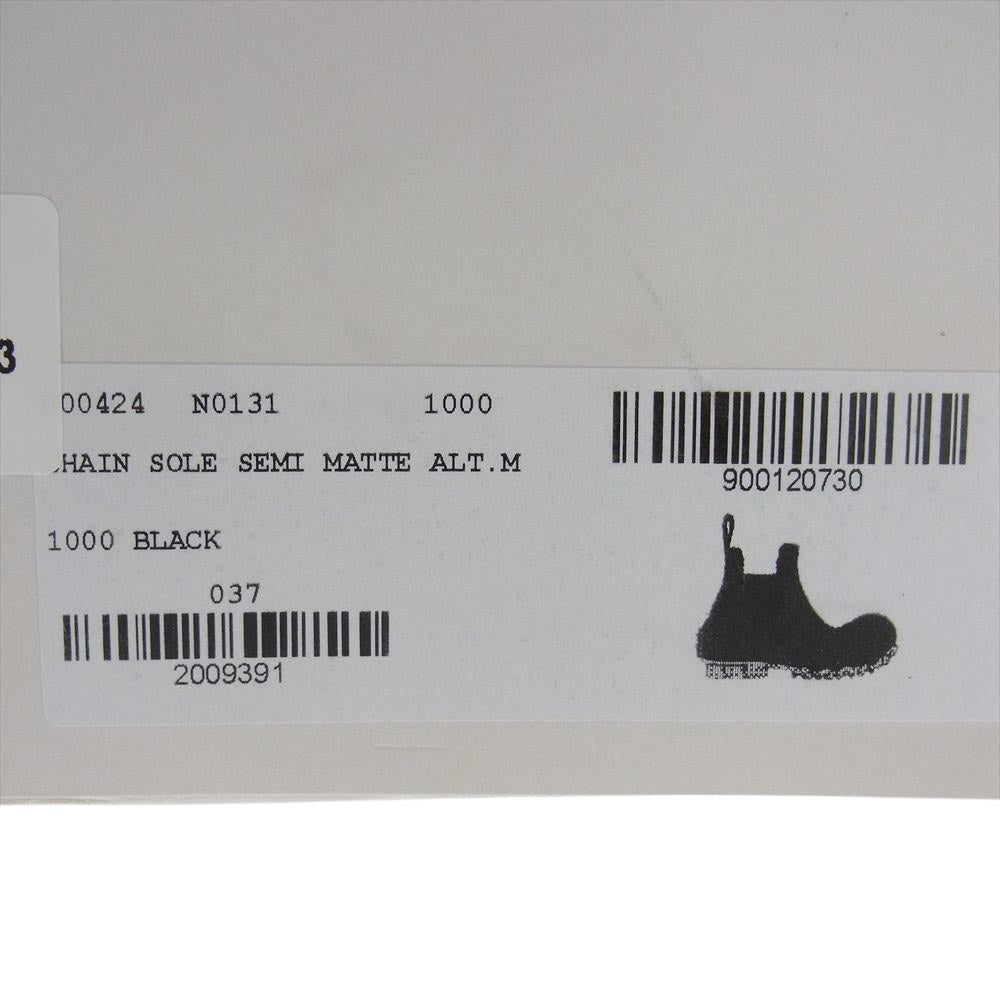 3
00424 N0131 1000
HAIN SOLE SEMI MATTE ALT.M
900120730
1000 BLACK
037
2009391